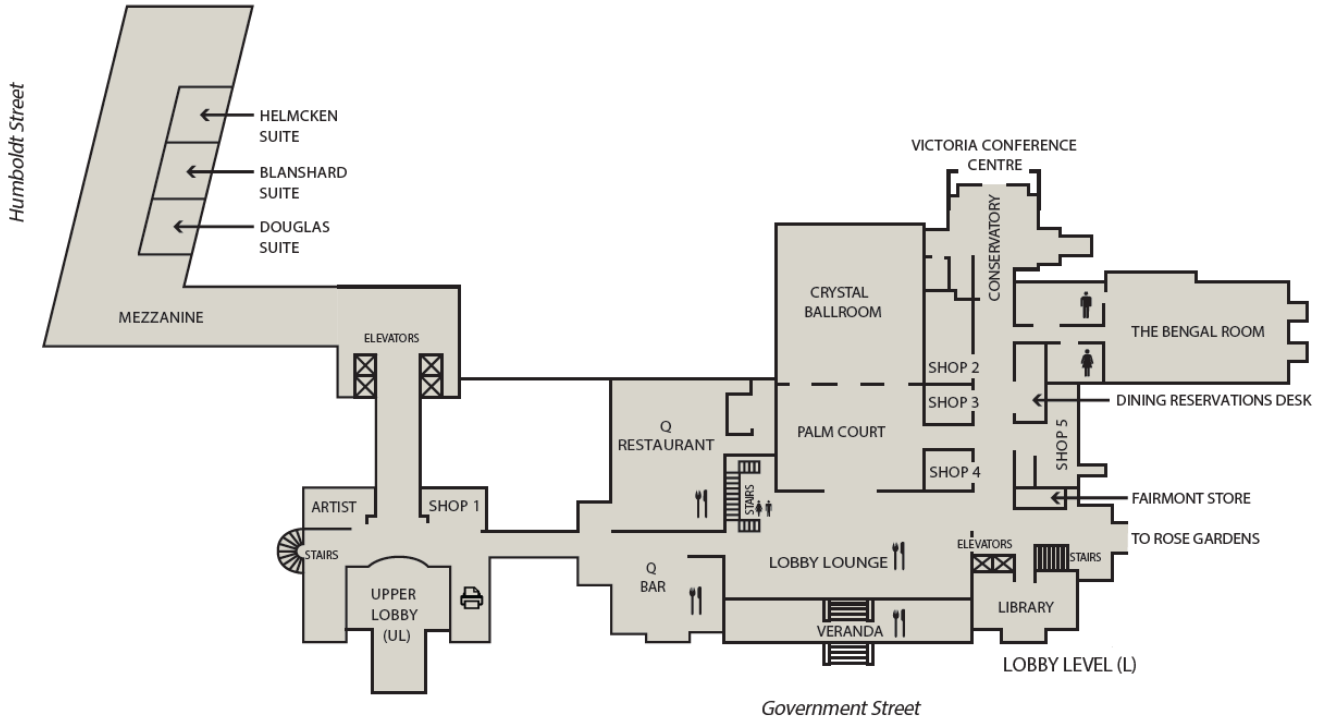 Humboldt Street
HELMCKEN
SUITE
BLANSHARD
SUITE
DOUGLAS
SUITE
MEZZANINE
ELEVATORS
ARTIST
SHOP 1
STAIRS
UPPER
LOBBY
(UL)
Q
RESTAURANT
STAIRS
Q
BAR
VICTORIA CONFERENCE
CENTRE
CONSERVATORY
CRYSTAL
BALLROOM
THE BENGAL ROOM
SHOP 2
SHOP 3
DINING RESERVATIONS DESK
PALM COURT
SHOP 5
SHOP 4
FAIRMONT STORE
TO ROSE GARDENS
ELEVATORS
STAIRS
LOBBY LOUNGE
LIBRARY
VERANDA
LOBBY LEVEL (L)
Government Street